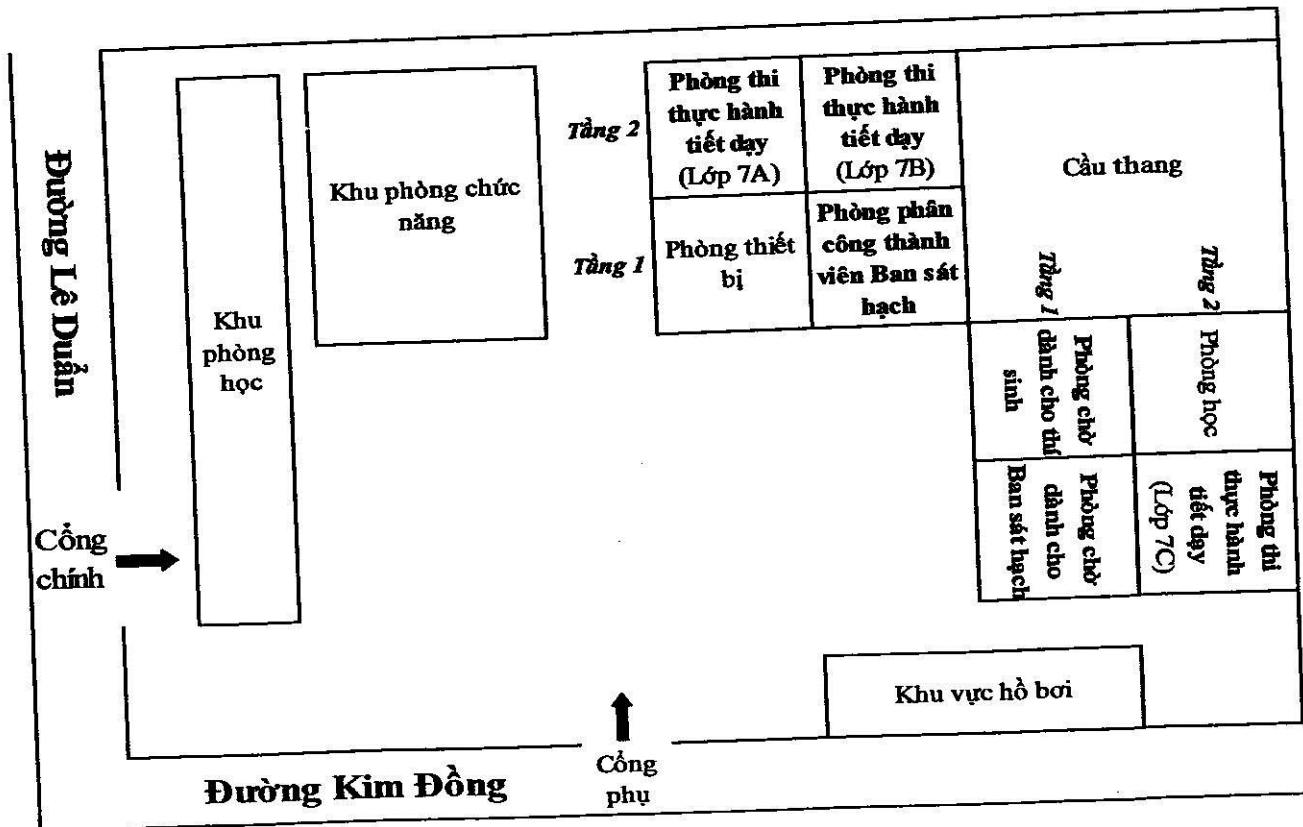 Đường Lê Duẩn
Khu
phòng
học
Khu phòng chức
năng
Tầng 2
Phòng thi
thực hành
tiết dạy
(Lớp 7A)
Phòng thi
thực hành
tiết dạy
(Lớp 7B)
Cầu thang
Tầng 1
Phòng thiết
bị
Phòng phân
công thành
viên Ban sát
hạch
Tầng 1
Tầng 2
Phòng chờ
dành cho thí
sinh
Phòng học
Phòng chờ
dành cho
Ban sát hạch
Phòng thi
thực hành
tiết dạy
(Lớp 7C)
Cổng
chính
Khu vực hồ bơi
Cổng
phụ
Đường Kim Đồng